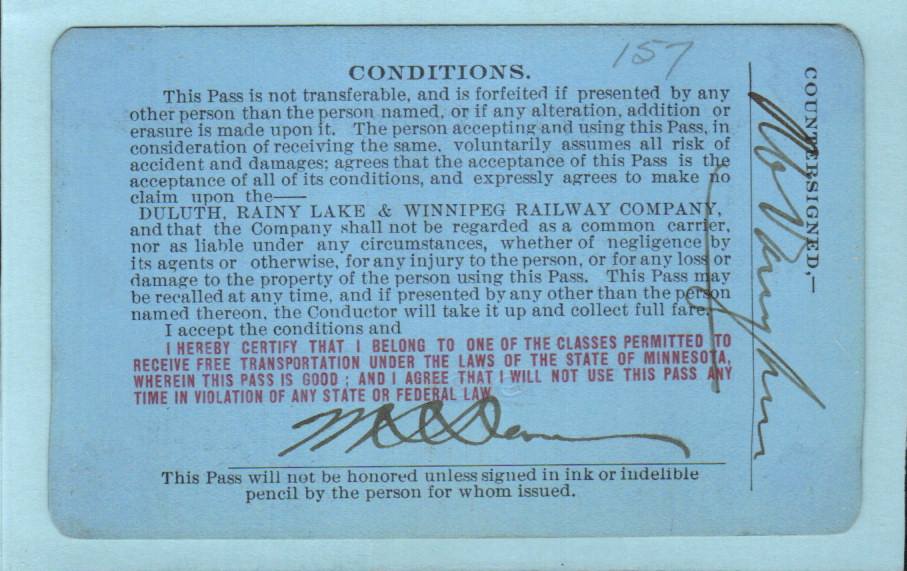 157
CONDITIONS.
This Pass is not transferable, and is forfeited if presented by any
other person than the person named, or if any alteration, addition or
erasure is made upon it. The person accepting and using this Pass, in
consideration of receiving the same, voluntarily assumes all risk of
accident and damages; agrees that the acceptance of this Pass is the
acceptance of all of its conditions, and expressly agrees to make no
claim upon the——
DULUTH, RAINY LAKE & WINNIPEG RAILWAY COMPANY,
and that the Company shall not be regarded as a common carrier,
nor as liable under any circumstances, whether of negligence by
its agents or otherwise, for any injury to the person, or for any loss or
damage to the property of the person using this Pass. This Pass may
be recalled at any time, and if presented by any other than the person
named thereon, the Conductor will take it up and collect full fare.
I accept the conditions and
I HEREBY CERTIFY THAT I BELONG TO ONE OF THE CLASSES PERMITTED TO
RECEIVE FREE TRANSPORTATION UNDER THE LAWS OF THE STATE OF MINNESOTA,
WHEREIN THIS PASS IS GOOD ; AND I AGREE THAT I WILL NOT USE THIS PASS ANY
TIME IN VIOLATION OF ANY STATE OR FEDERAL LAW
This Pass will not be honored unless signed in ink or indelible
pencil by the person for whom issued.
COUNTERSIGNED,—